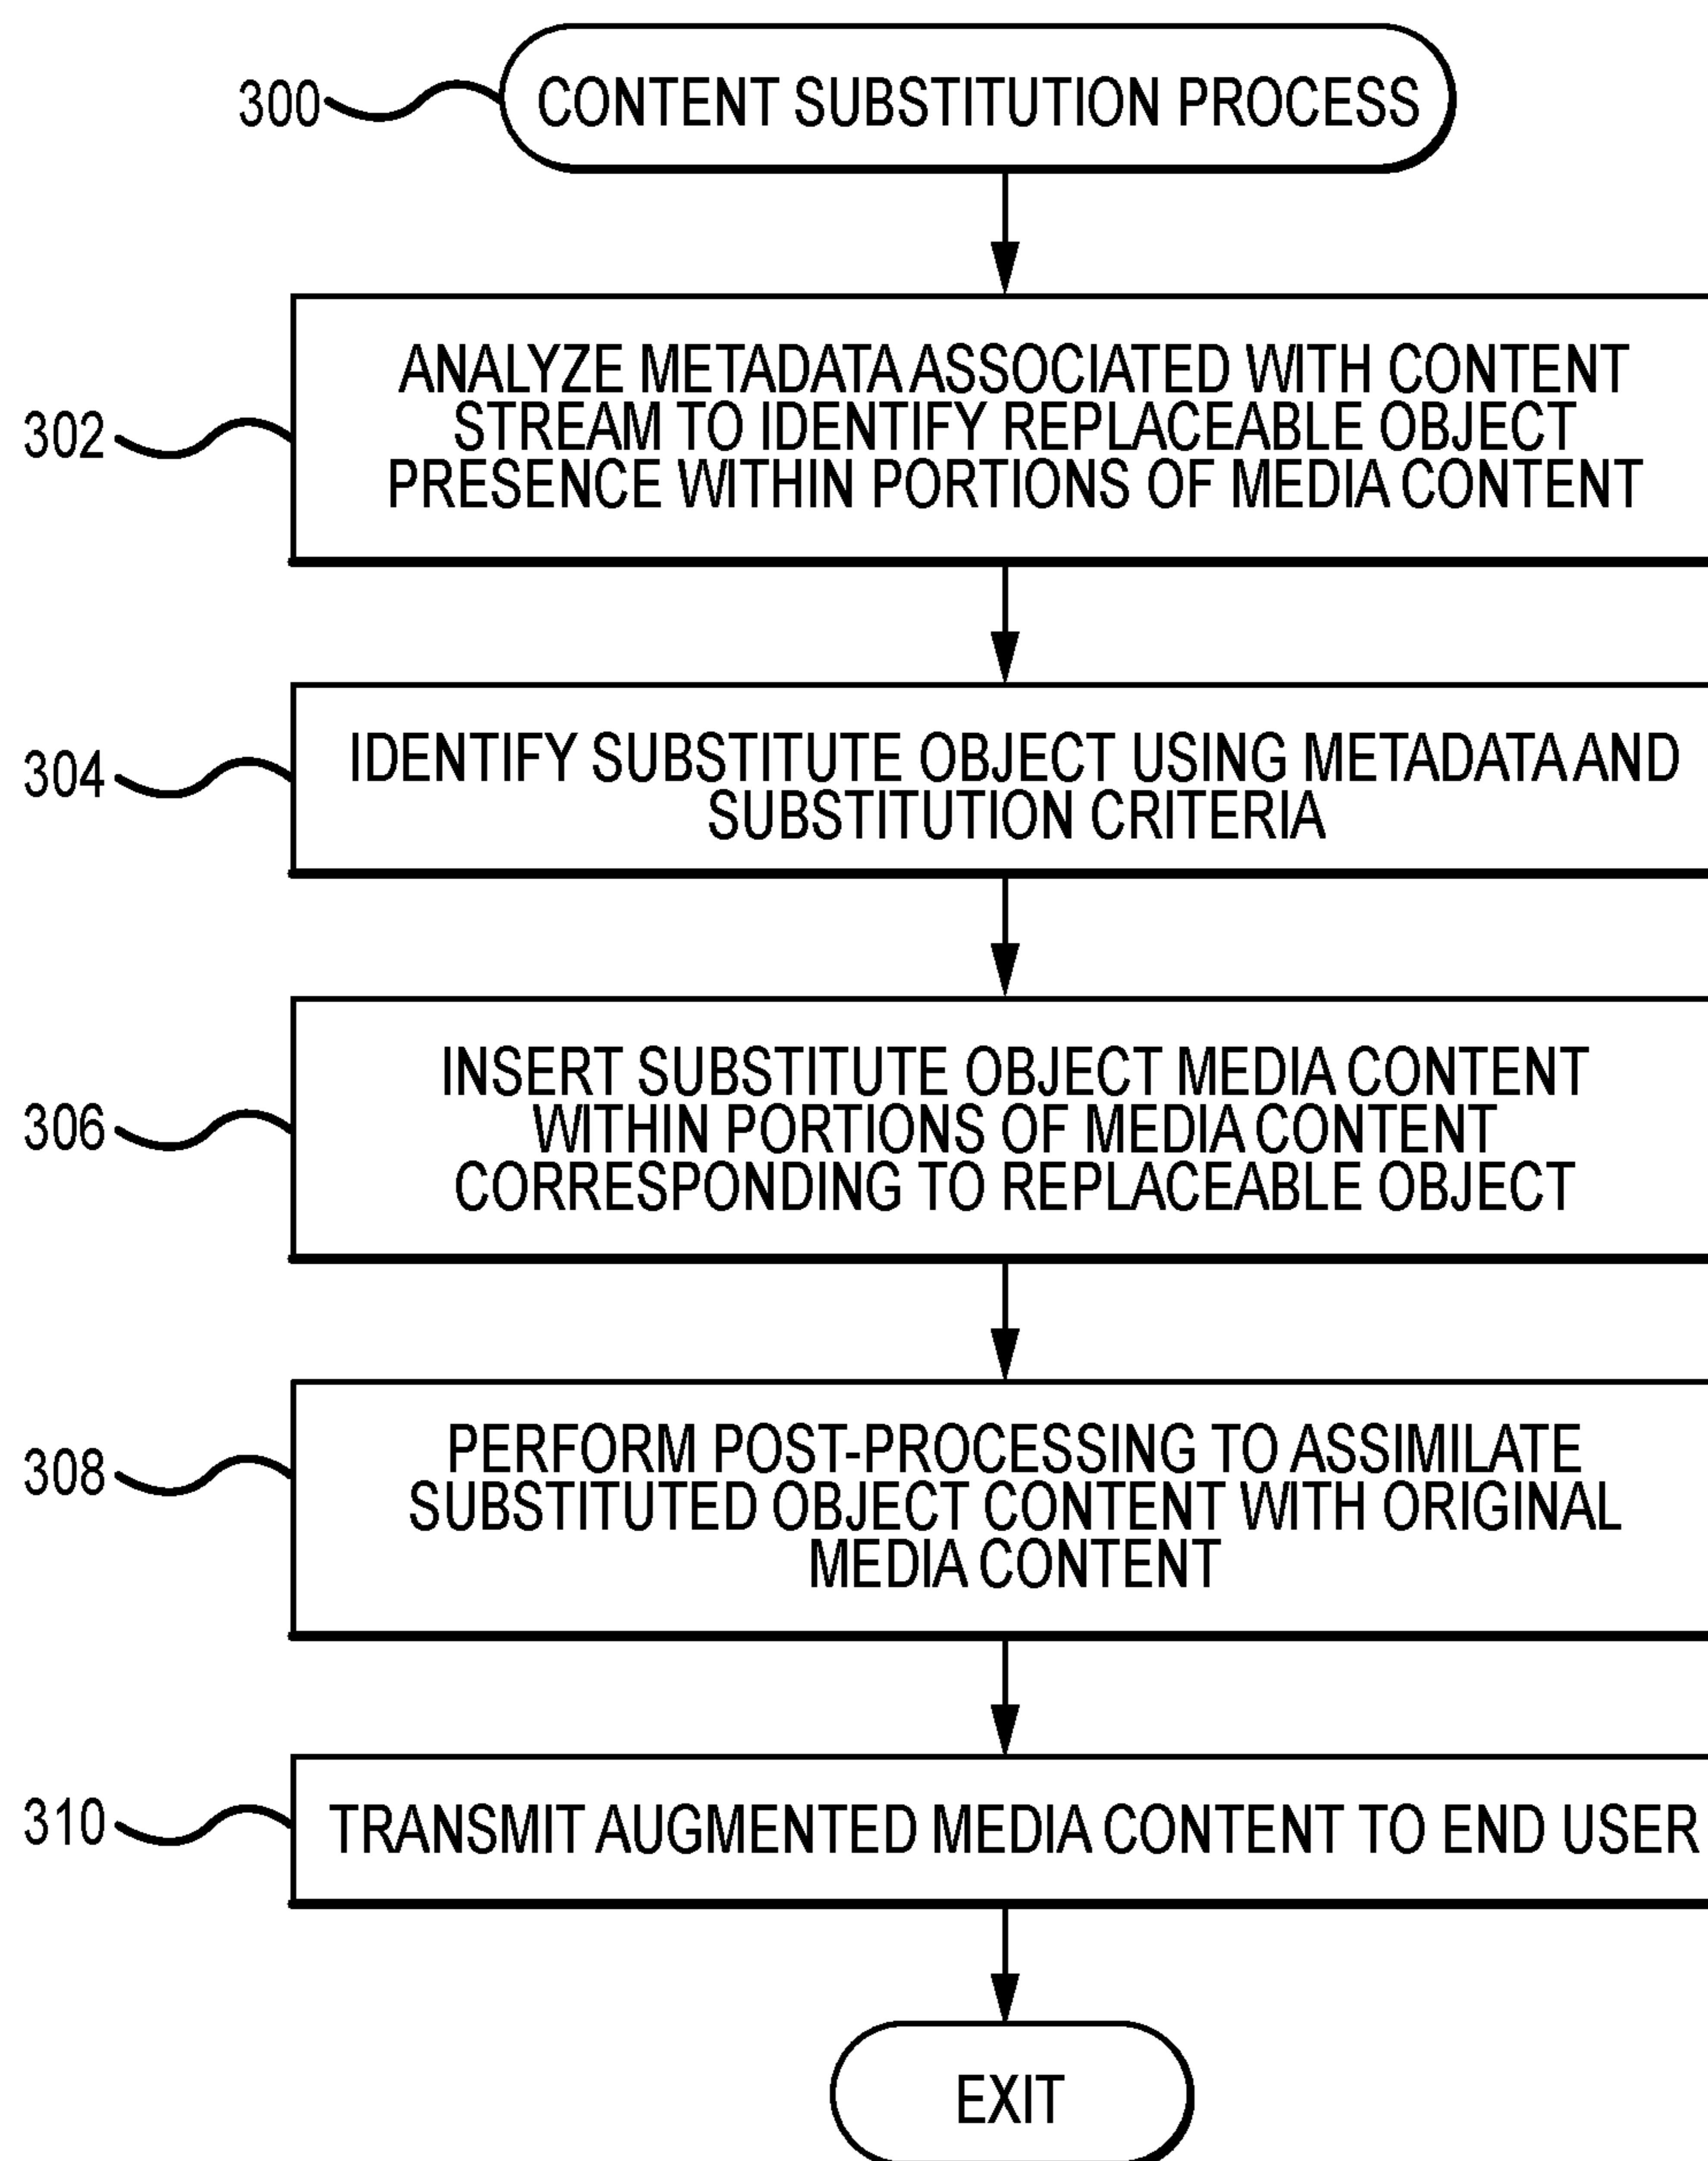 300 CONTENT SUBSTITUTION PROCESS
ANALYZE METADATA ASSOCIATED WITH CONTENT
302 STREAM TO IDENTIFY REPLACEABLE OBJECT
PRESENCE WITHIN PORTIONS OF MEDIA CONTENT
304 IDENTIFY SUBSTITUTE OBJECT USING METADATA AND
SUBSTITUTION CRITERIA
INSERT SUBSTITUTE OBJECT MEDIA CONTENT
306 WITHIN PORTIONS OF MEDIA CONTENT
CORRESPONDING TO REPLACEABLE OBJECT
308 PERFORM POST-PROCESSING TO ASSIMILATE
SUBSTITUTED OBJECT CONTENT WITH ORIGINAL
MEDIA CONTENT
310 TRANSMIT AUGMENTED MEDIA CONTENT TO END USER
EXIT